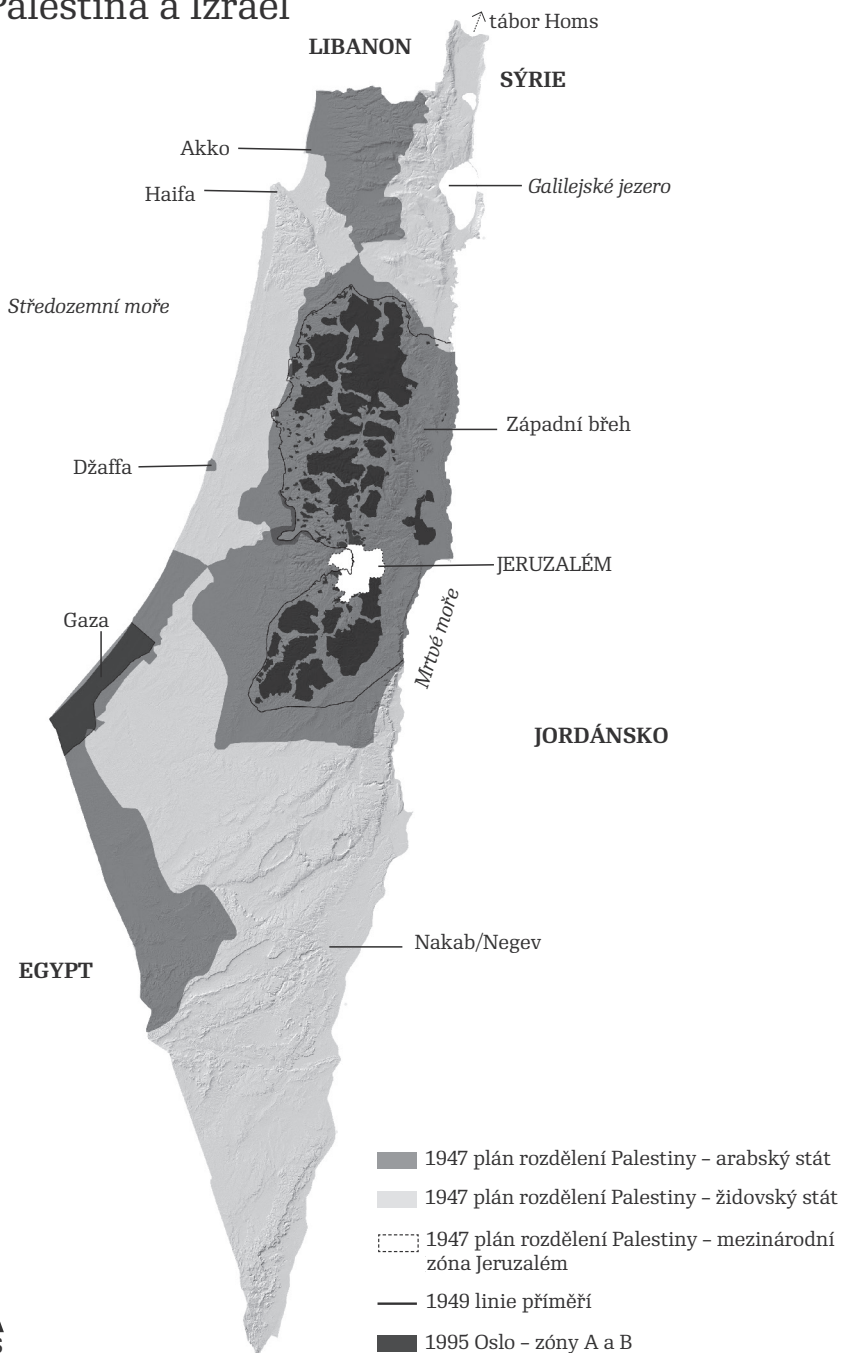 Palestina a Izrael
tábor Homs
LIBANON
SÝRIE
Akko
Galilejské jezero
Haifa
Středozemní moře
Západní břeh
Džaffa
JERUZALÉM
Gaza
Mrtvé moře
JORDÁNSKO
Nakab/Negev
EGYPT
1947 plán rozdělení Palestiny – arabský stát
1947 plán rozdělení Palestiny – židovský stát
1947 plán rozdělení Palestiny – mezinárodní
zóna Jeruzalém
1949 linie příměří
1995 Oslo – zóny A a B